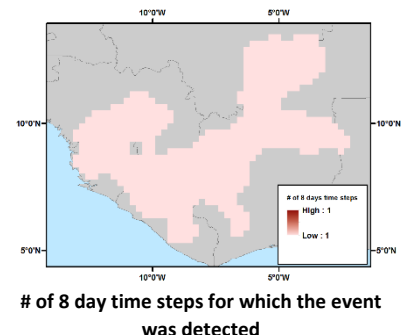 10°0'W 5°0'W
10°0'N 10°0'N
# of 8 days time steps
High : 1
Low : 1
5°0'N 5°0'N
10°0'W 5°0'W
# of 8 day time steps for which the event
was detected